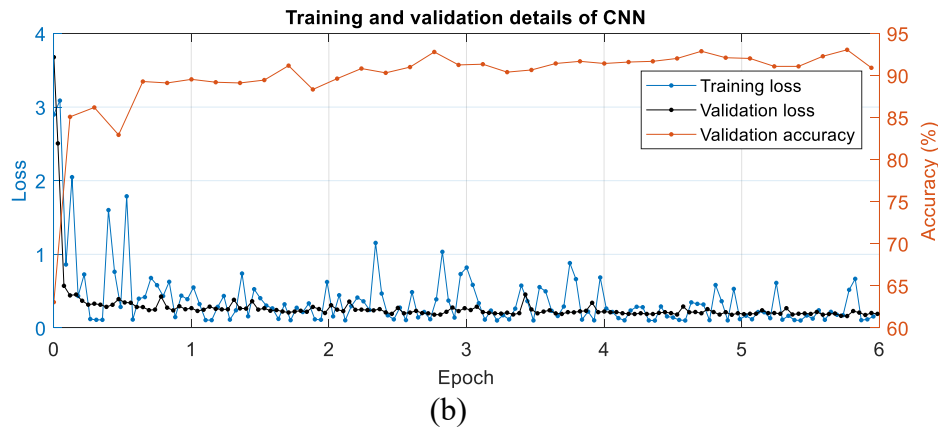 Training and validation details of CNN
4
3
2
1
0
Loss
95
90
85
80
75
70
65
60
Accuracy (%)
Training loss
Validation loss
Validation accuracy
0 1 2 3 4 5 6
Epoch
(b)